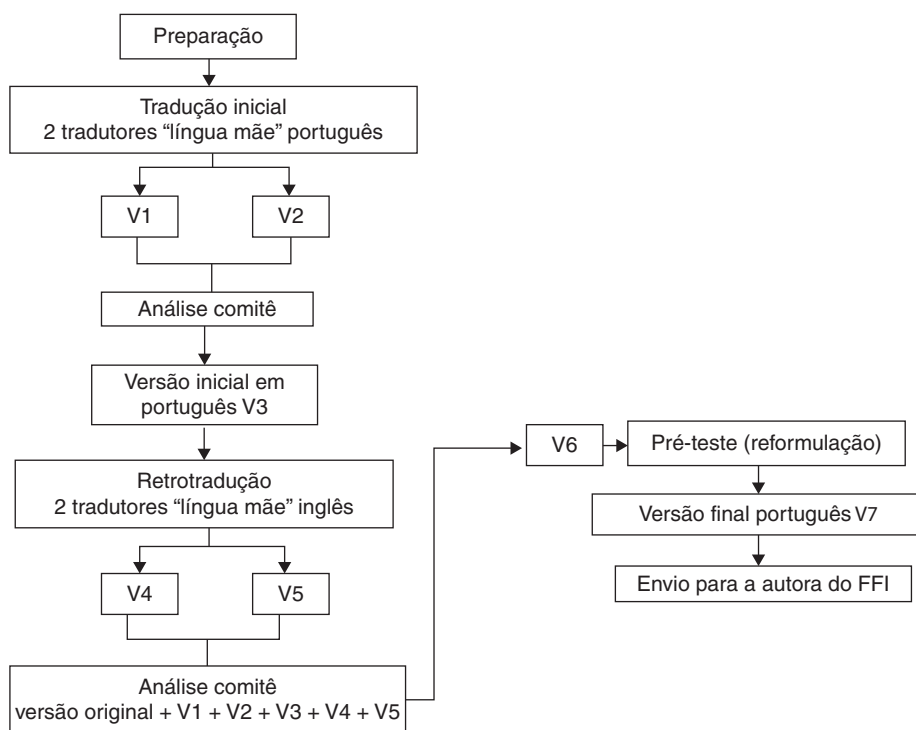 Preparação
Tradução inicial
2 tradutores “língua mãe” português
V1
V2
Análise comitê
Versão inicial em
português V3
Retrotradução
2 tradutores “língua mãe” inglês
V4
V5
Análise comitê
versão original + V1 + V2 + V3 + V4 + V5
V6
Pré-teste (reformulação)
Versão final português V7
Envio para a autora do FFI